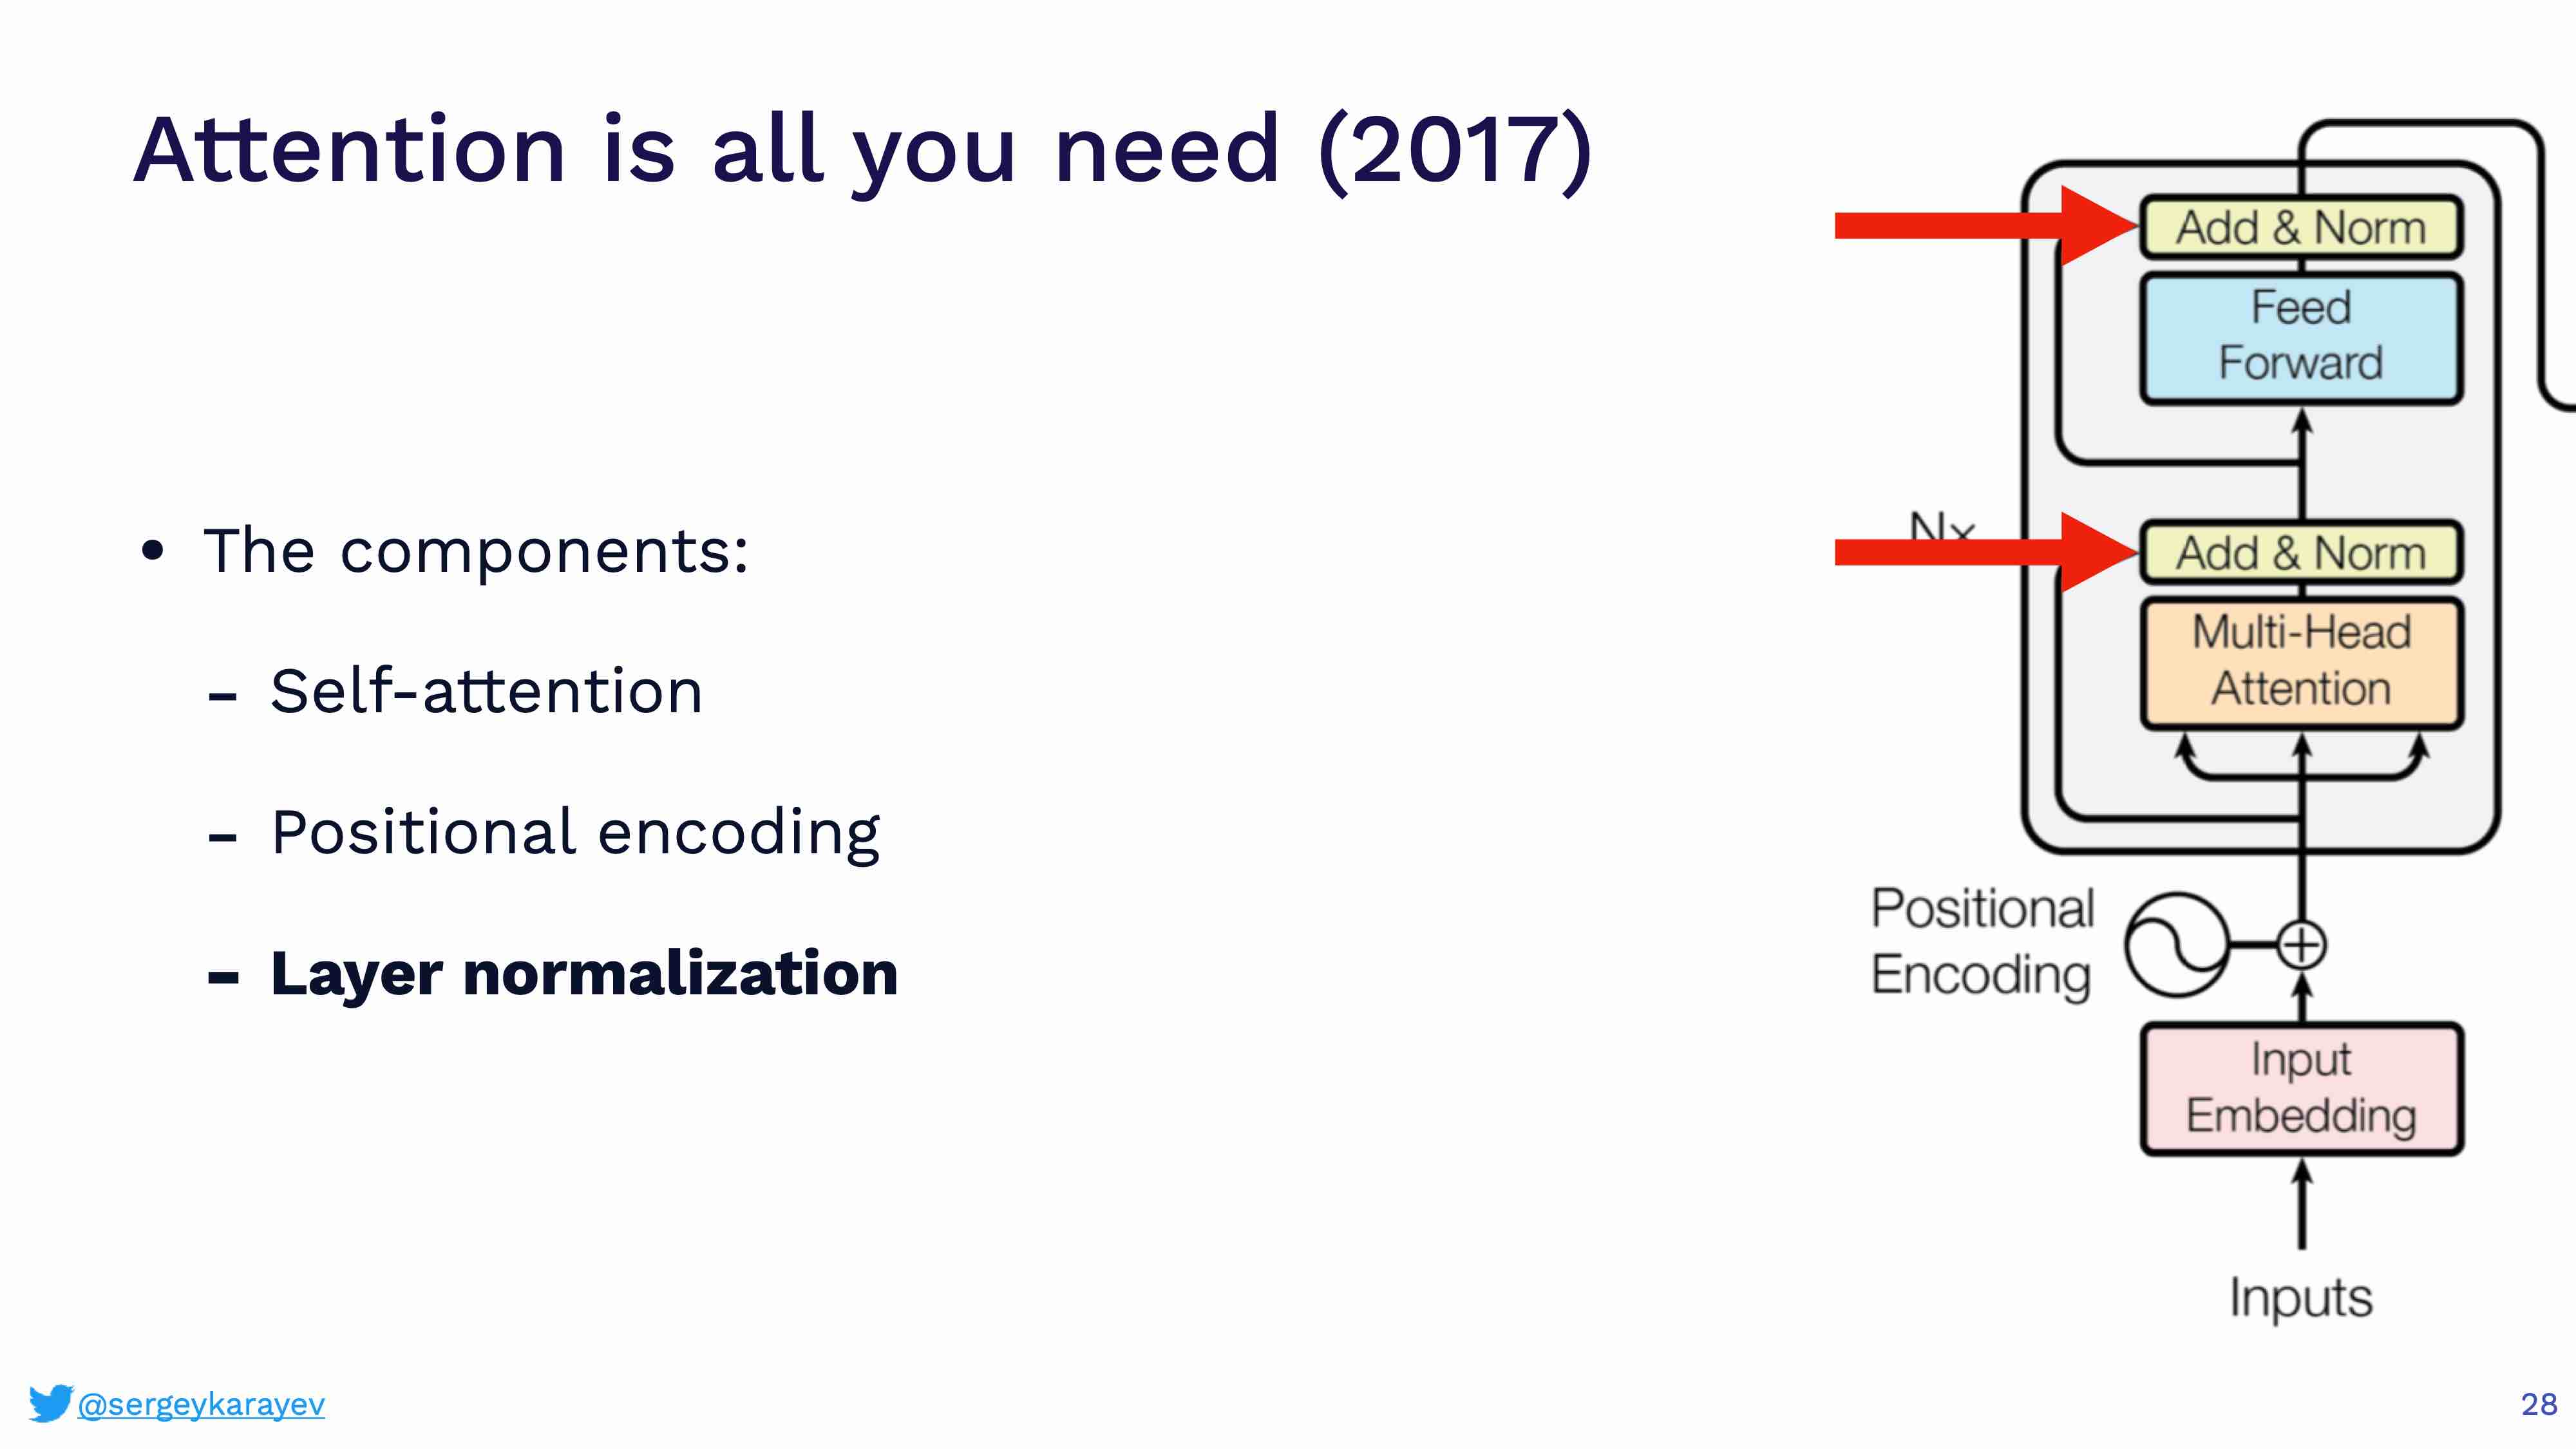 Attention is all you need (2017)
• The components:
- Self-attention
- Positional encoding
- Layer normalization
Add & Norm
Feed
Forward
Nx
Add & Norm
Multi-Head
Attention
Positional
Encoding
Input
Embedding
Inputs
@sergeykarayev
28